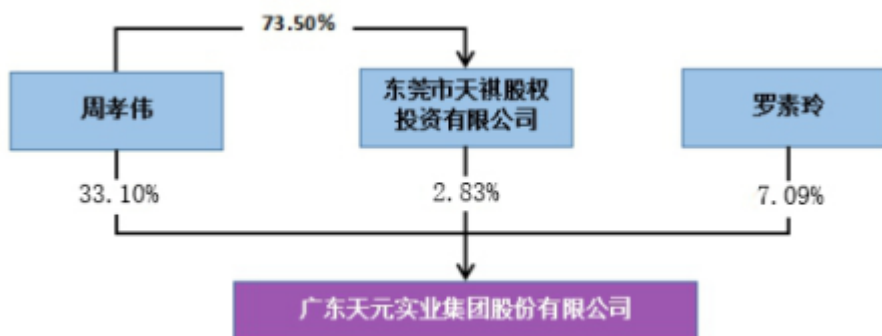 73.50%
周孝伟
东莞市天祺股权
投资有限公司
罗素玲
33.10%
2.83%
7.09%
广东天元实业集团股份有限公司